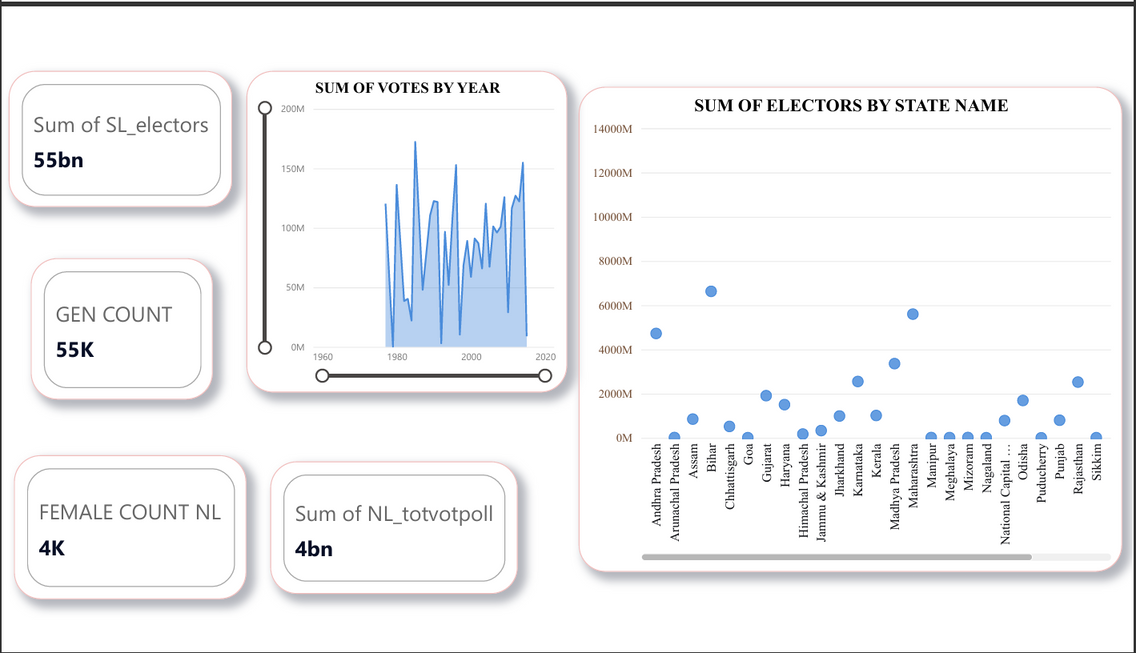 Sum of SL_electors
55bn
GEN COUNT
55K
FEMALE COUNT NL
4K
Sum of NL_totvotpoll
4bn
SUM OF VOTES BY YEAR
200M
150M
100M
50M
0M
1960
1980
2000
2020
SUM OF ELECTORS BY STATE NAME
14000M
12000M
10000M
8000M
6000M
4000M
2000M
0M
Andhra Pradesh
Arunachal Pradesh
Assam
Bihar
Chhattisgarh
Goa
Gujarat
Haryana
Himachal Pradesh
Jammu & Kashmir
Jharkhand
Karnataka
Kerala
Madhya Pradesh
Maharashtra
Manipur
Meghalaya
Mizoram
Nagaland
National Capital ...
Odisha
Puducherry
Punjab
Rajasthan
Sikkim